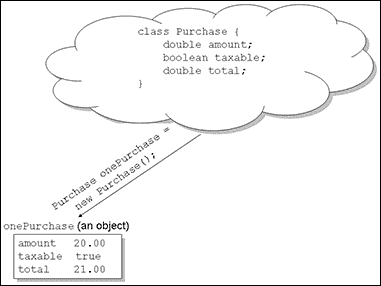 class Purchase {
double amount;
boolean taxable;
double total;
}
Purchase onePurchase =
new Purchase();
onePurchase (an object)
amount 20.00
taxable true
total 21.00